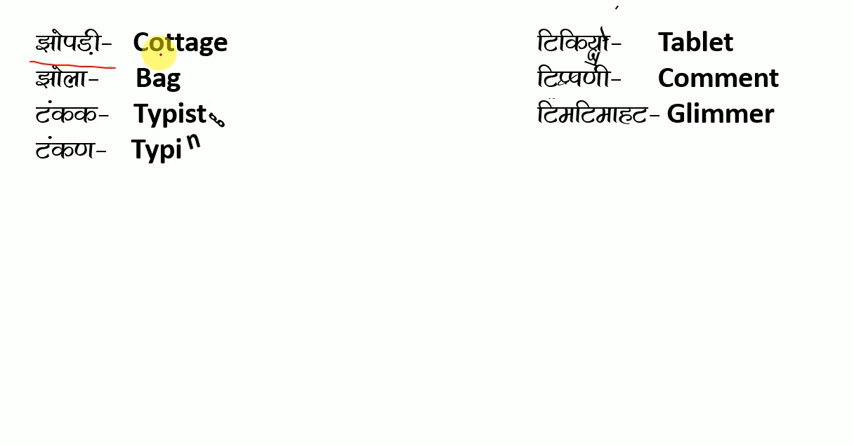 झोपड़ी- Cottage
झोला- Bag
टंकक- Typist
टंकण- Typin
टिकियो- Tablet
टिप्पणी- Comment
टिमटिमाहट- Glimmer